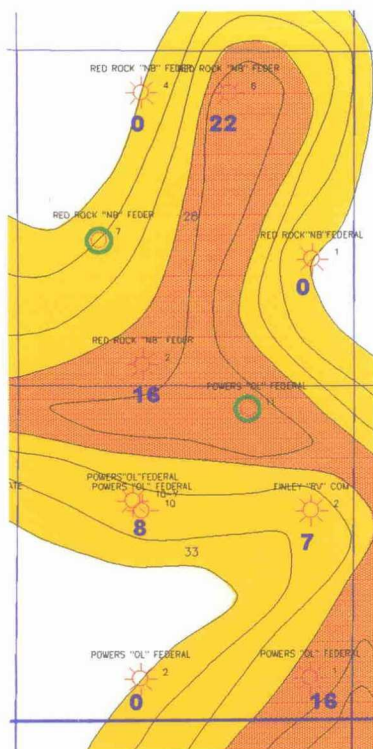 RED ROCK "NB" FEDER
RED ROCK "NB" FEDER
4
6
0
22
RED ROCK "NB" FEDER
7
28
RED ROCK "NB" FEDERAL
1
0
RED ROCK "NB" FEDER
2
16
POWERS "OL" FEDERAL
11
ATE
POWERS "OL" FEDERAL
10-Y
POWERS "OL" FEDERAL
10
8
FINLEY "RV" COM
2
7
33
POWERS "OL" FEDERAL
2
0
POWERS "OL" FEDERAL
1
16